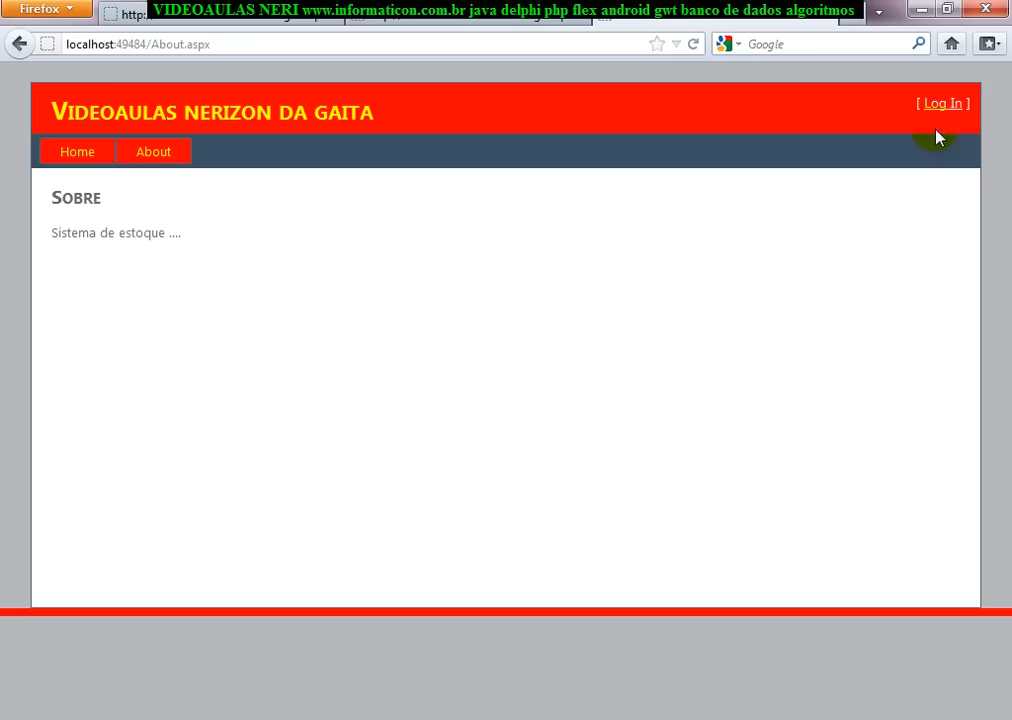 Firefox
http:
VIDEOAULAS NERI www.informaticon.com.br java delphi php flex android gwt banco de dados algoritmos
localhost:49484/About.aspx
Google
VIDEOAULAS NERIZON DA GAITA
[ Log In ]
Home
About
SOBRE
Sistema de estoque ....